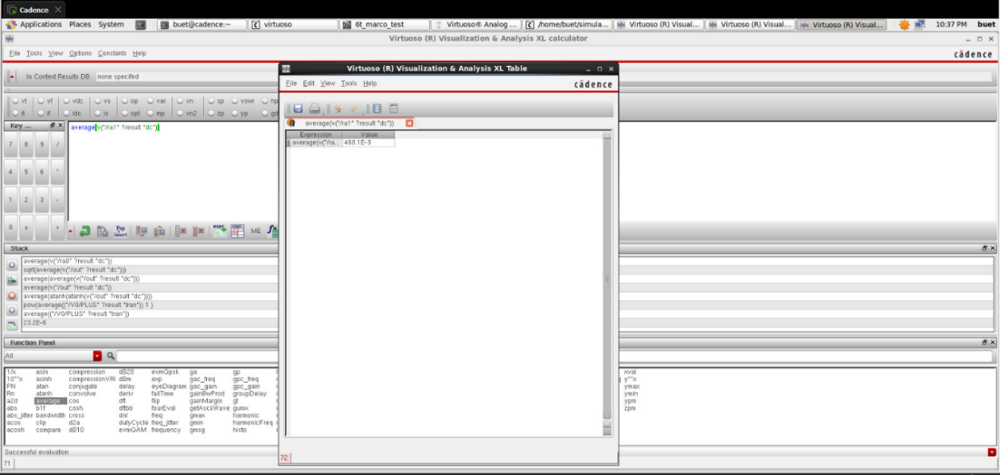 Cadence
Applications Places System buet@cadence:~ virtuoso 6t_marco_test Virtuoso® Analog ... /home/buet/simula... Virtuoso (R) Visual... Virtuoso (R) Visual... Virtuoso (R) Visual... 10:37 PM buet
Virtuoso (R) Visualization & Analysis XL calculator
File Tools View Options Constants Help
cādence
In Context Results DB: none specified
vt vf vdc vs op var vn sp vswr hp
it if idc is opt mp vn2 zp yp gd
Key ...
7 8 9 /
4 5 6 *
1 2 3 -
0 ± . +
average(v("/ra1" ?result "dc"))
ME
Stack
average(v("/ra0" ?result "dc"))
sqrt(average(v("/out" ?result "dc")))
average(average(v("/out" ?result "dc")))
average(v("/out" ?result "dc"))
average(atanh(atanh(v("/out" ?result "dc"))))
pow(average(("/V0/PLUS" ?result "tran")) 1 )
average(("/V0/PLUS" ?result "tran"))
23.2E-6
Function Panel
All
1/x asin compression dB20 evmQpsk ga gp
10**x asinh compressionVRI dBm exp gac_freq gpc_freq
PN atan conjugate delay eyeDiagram gac_gain gpc_gain
Rn atanh convolve deriv fallTime gainBwProd groupDelay
a2d average cos dft flip gainMargin gt
abs b1f cosh dftbb fourEval getAsciiWave gumx
abs_jitter bandwidth cross dnl freq gmax harmonic
acos clip d2a dutyCycle freq_jitter gmin harmonicFreq
acosh compare dB10 evmQAM frequency gmsg histo
xval
y**x
ymax
ymin
ypm
zpm
Successful evaluation
71
Virtuoso (R) Visualization & Analysis XL Table
File Edit View Tools Help
cādence
average(v("/ra1" ?result "dc"))
Expression Value
1 average(v("/ra... 468.1E-9
72